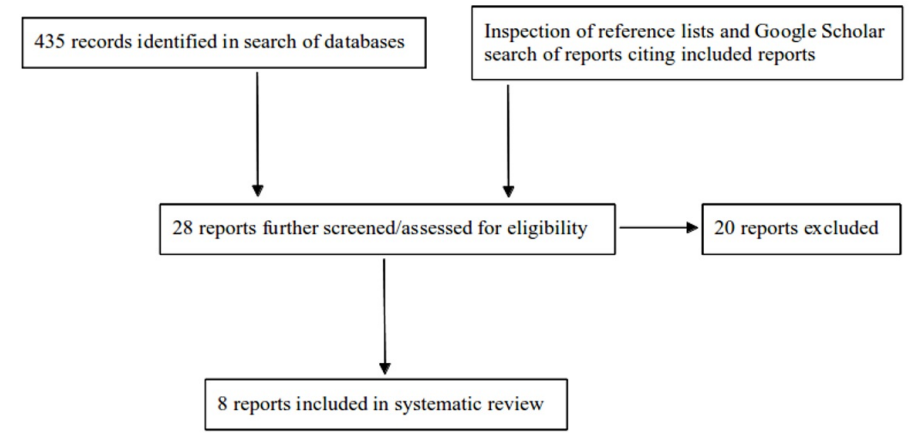 435 records identified in search of databases
Inspection of reference lists and Google Scholar
search of reports citing included reports
28 reports further screened/assessed for eligibility
20 reports excluded
8 reports included in systematic review